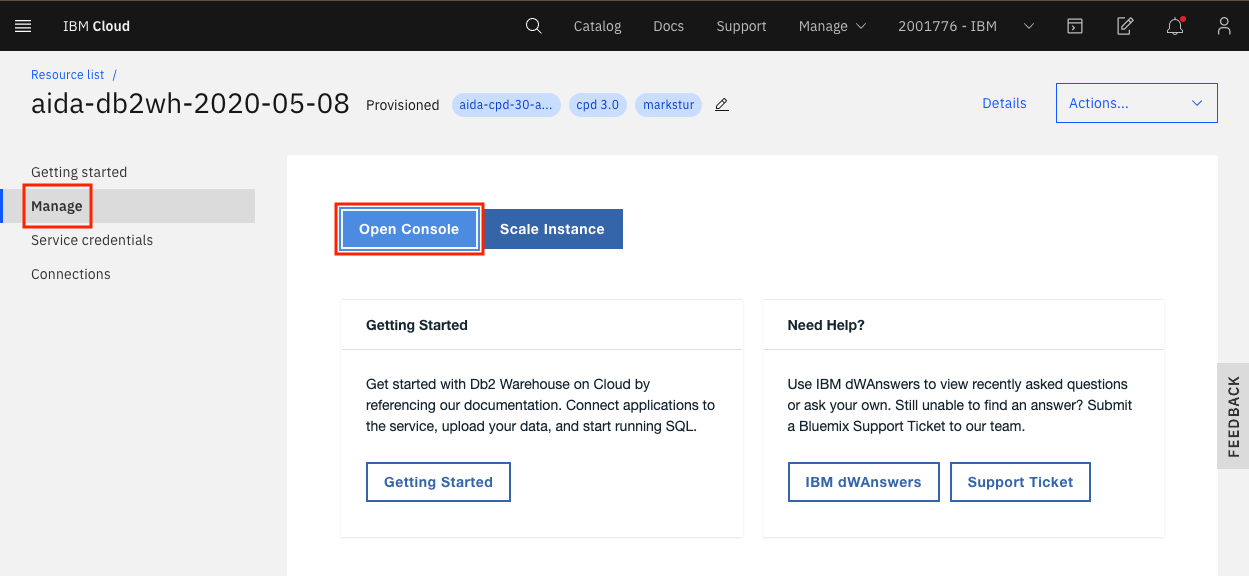 IBM Cloud
Catalog
Docs
Support
Manage
2001776 - IBM
Resource list /
aida-db2wh-2020-05-08
Provisioned
aida-cpd-30-a...
cpd 3.0
markstur
Details
Actions...
Getting started
Manage
Service credentials
Connections
Open Console
Scale Instance
Getting Started
Get started with Db2 Warehouse on Cloud by
referencing our documentation. Connect applications to
the service, upload your data, and start running SQL.
Getting Started
Need Help?
Use IBM dWAnswers to view recently asked questions
or ask your own. Still unable to find an answer? Submit
a Bluemix Support Ticket to our team.
IBM dWAnswers
Support Ticket
FEEDBACK